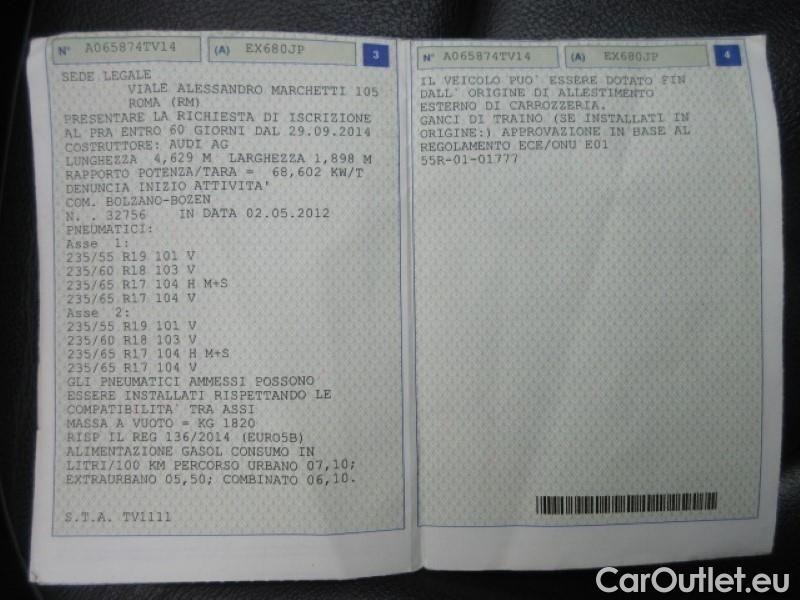 N° A065874TV14 (A) EX680JP 3
SEDE LEGALE
VIALE ALESSANDRO MARCHETTI 105
ROMA (RM)
PRESENTARE LA RICHIESTA DI ISCRIZIONE
AL PRA ENTRO 60 GIORNI DAL 29.09.2014
COSTRUTTORE: AUDI AG
LUNGHEZZA 4,629 M LARGHEZZA 1,898 M
RAPPORTO POTENZA/TARA = 68,602 KW/T
DENUNCIA INIZIO ATTIVITA'
COM. BOLZANO-BOZEN
N. . 32756 IN DATA 02.05.2012
PNEUMATICI:
Asse 1:
235/55 R19 101 V
235/60 R18 103 V
235/65 R17 104 H M+S
235/65 R17 104 V
Asse 2:
235/55 R19 101 V
235/60 R18 103 V
235/65 R17 104 H M+S
235/65 R17 104 V
GLI PNEUMATICI AMMESSI POSSONO
ESSERE INSTALLATI RISPETTANDO LE
COMPATIBILITA' TRA ASSI
MASSA A VUOTO = KG 1820
RISP IL REG 136/2014 (EURO5B)
ALIMENTAZIONE GASOL CONSUMO IN
LITRI/100 KM PERCORSO URBANO 07,10;
EXTRAURBANO 05,50; COMBINATO 06,10.
S.T.A. TV1111
N° A065874TV14 (A) EX680JP 4
IL VEICOLO PUO' ESSERE DOTATO FIN
DALL' ORIGINE DI ALLESTIMENTO
ESTERNO DI CARROZZERIA.
GANCI DI TRAINO (SE INSTALLATI IN
ORIGINE:) APPROVAZIONE IN BASE AL
REGOLAMENTO ECE/ONU E01
55R-01-01777
CarOutlet.eu